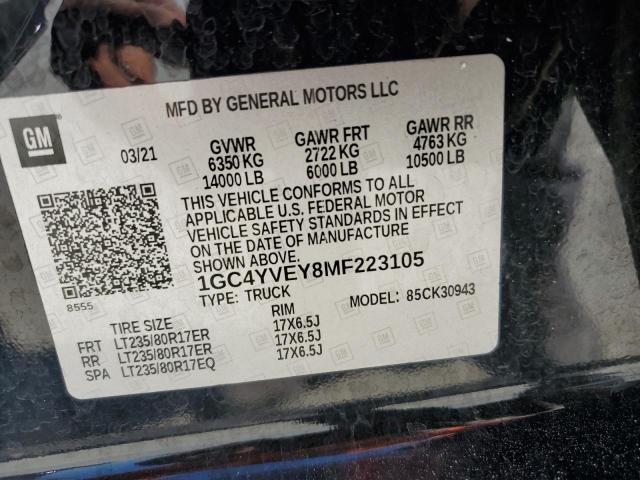 MFD BY GENERAL MOTORS LLC
GM
03/21
GVWR
6350 KG
14000 LB
GAWR FRT
2722 KG
6000 LB
GAWR RR
4763 KG
10500 LB
THIS VEHICLE CONFORMS TO ALL
APPLICABLE U.S. FEDERAL MOTOR
VEHICLE SAFETY STANDARDS IN EFFECT
ON THE DATE OF MANUFACTURE
SHOWN ABOVE.
8555
1GC4YVEY8MF223105
TYPE: TRUCK
MODEL: 85CK30943
TIRE SIZE RIM
FRT LT235/80R17ER 17X6.5J
RR LT235/80R17ER 17X6.5J
SPA LT235/80R17EQ 17X6.5J